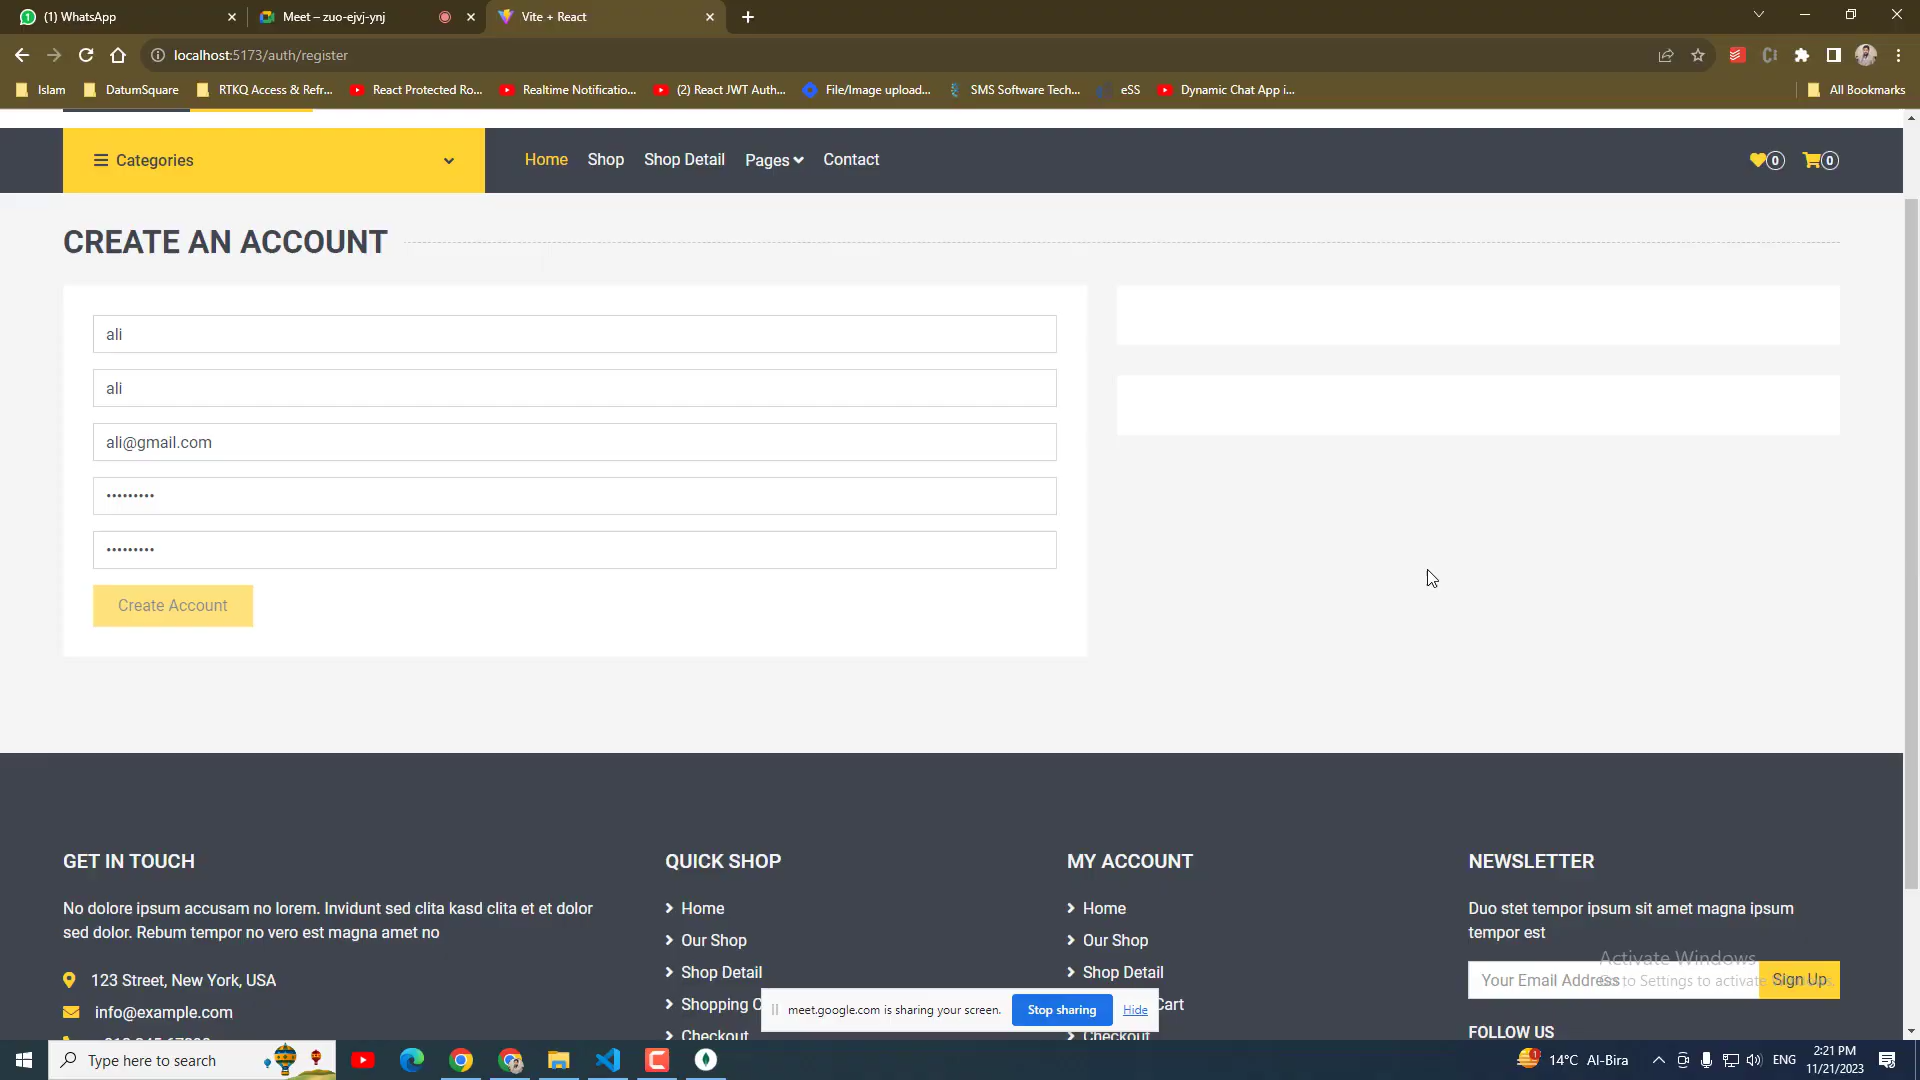 (1) WhatsApp
Meet – zuo-ejvj-ynj
Vite + React
localhost:5173/auth/register
Islam
DatumSquare
RTKQ Access & Refr...
React Protected Ro...
Realtime Notificatio...
(2) React JWT Auth...
File/Image upload...
SMS Software Tech...
eSS
Dynamic Chat App i...
All Bookmarks
Categories
Home
Shop
Shop Detail
Pages
Contact
0
0
CREATE AN ACCOUNT
ali
ali
ali@gmail.com
•••••••••
•••••••••
Create Account
GET IN TOUCH
No dolore ipsum accusam no lorem. Invidunt sed clita kasd clita et et dolor
sed dolor. Rebum tempor no vero est magna amet no
123 Street, New York, USA
info@example.com
QUICK SHOP
Home
Our Shop
Shop Detail
Shopping C
Checkout
MY ACCOUNT
Home
Our Shop
Shop Detail
Cart
Checkout
NEWSLETTER
Duo stet tempor ipsum sit amet magna ipsum
tempor est
Your Email Address
Sign Up
Activate Windows
Go to Settings to activate Windows.
FOLLOW US
meet.google.com is sharing your screen.
Stop sharing
Hide
Type here to search
1
14°C Al-Bira
ENG
2:21 PM
11/21/2023